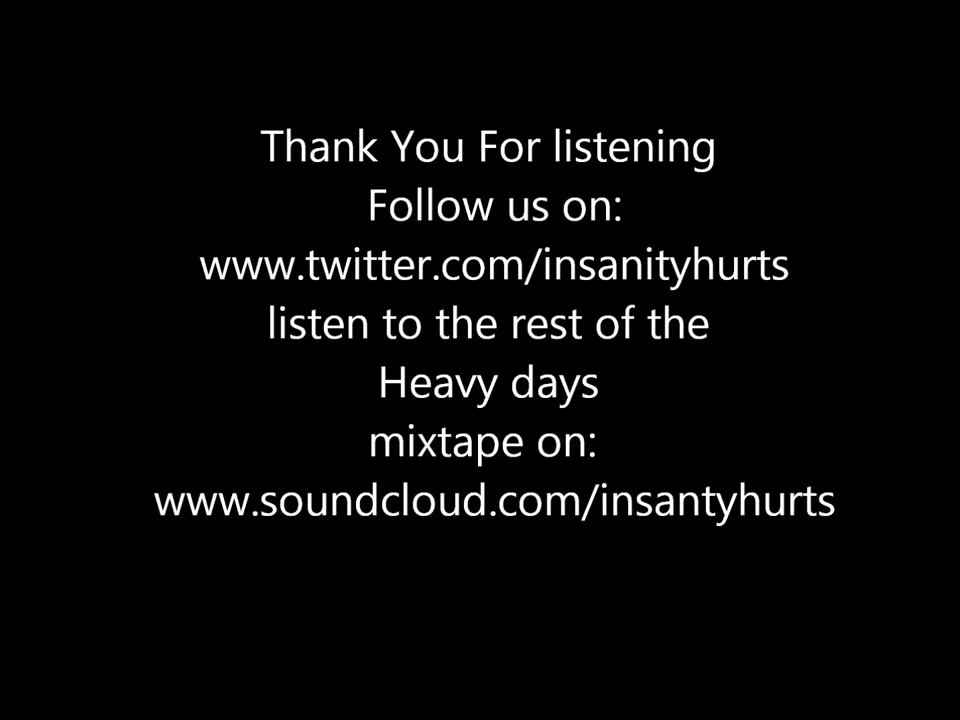 Thank You For listening
Follow us on:
www.twitter.com/insanityhurts
listen to the rest of the
Heavy days
mixtape on:
www.soundcloud.com/insantyhurts